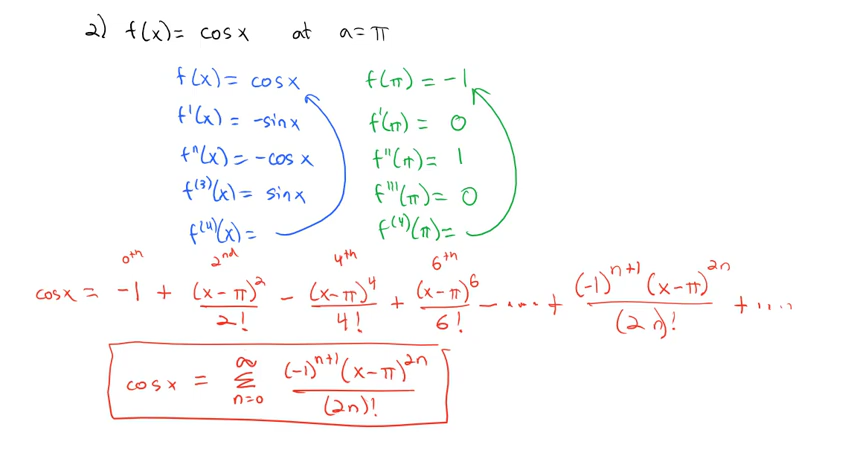 2) f(x) = cos x at a = π
f(x) = cos x f(π) = -1
f'(x) = -sin x f'(π) = 0
f"(x) = -cos x f"(π) = 1
f⁽³⁾(x) = sin x f'''(π) = 0
f⁽⁴⁾(x) = f⁽⁴⁾(π) =
0th 2nd 4th 6th
cos x = -1 + (x-π)²/2! - (x-π)⁴/4! + (x-π)⁶/6! - .... + (-1)ⁿ⁺¹(x-π)²ⁿ/(2n)! + ....
cos x = ∞Σn=0 (-1)ⁿ⁺¹(x-π)²ⁿ/(2n)!